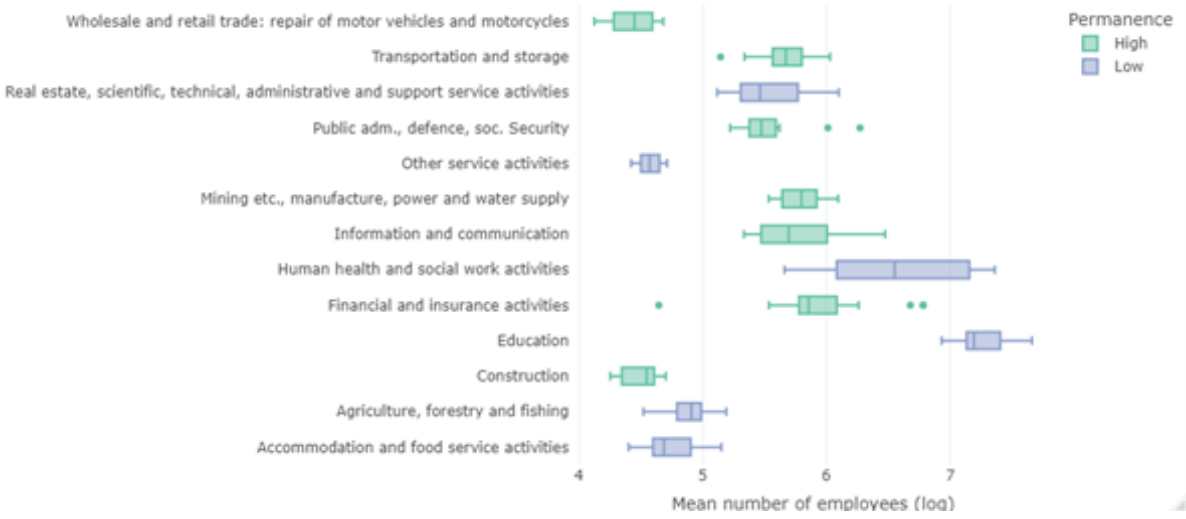 Wholesale and retail trade: repair of motor vehicles and motorcycles
Permanence
High
Low
Transportation and storage
Real estate, scientific, technical, administrative and support service activities
Public adm., defence, soc. Security
Other service activities
Mining etc., manufacture, power and water supply
Information and communication
Human health and social work activities
Financial and insurance activities
Education
Construction
Agriculture, forestry and fishing
Accommodation and food service activities
4 5 6 7
Mean number of employees (log)